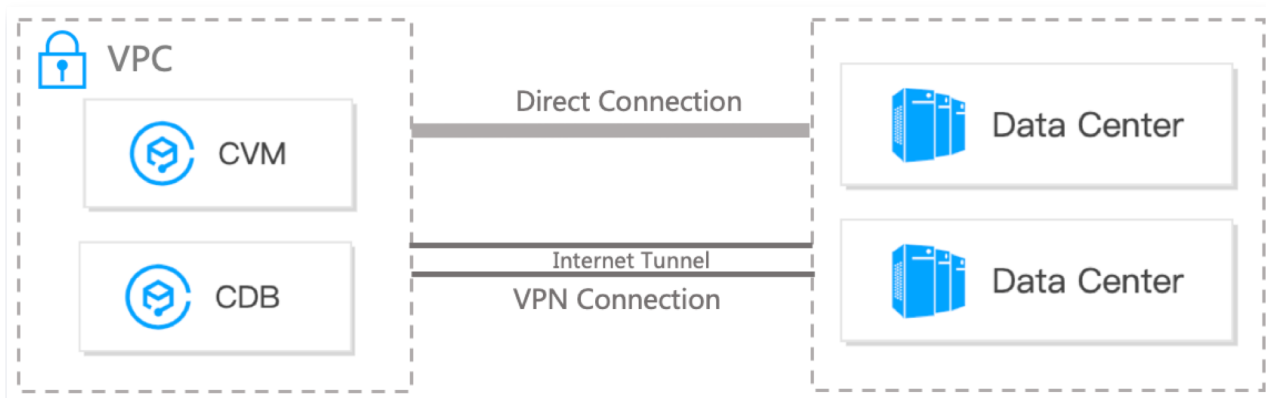 VPC
CVM
CDB
Direct Connection
Internet Tunnel
VPN Connection
Data Center
Data Center